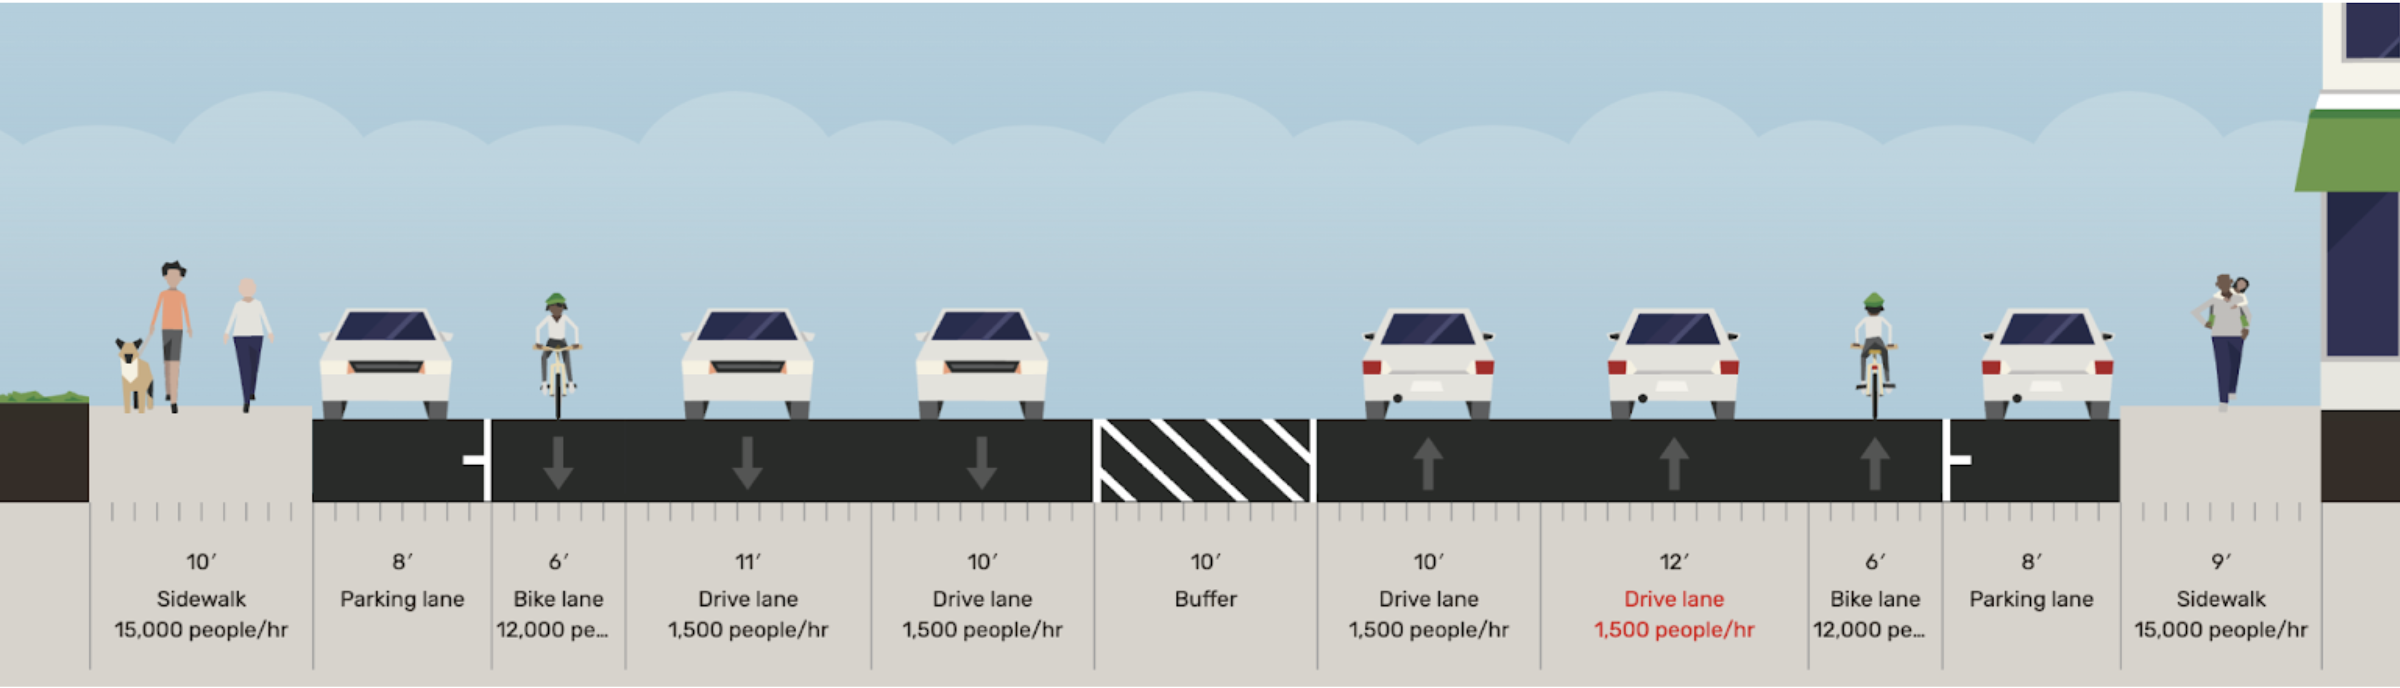 10′
Sidewalk
15,000 people/hr
8′
Parking lane
6′
Bike lane
12,000 pe...
11′
Drive lane
1,500 people/hr
10′
Drive lane
1,500 people/hr
10′
Buffer
10′
Drive lane
1,500 people/hr
12′
Drive lane
1,500 people/hr
6′
Bike lane
12,000 pe...
8′
Parking lane
9′
Sidewalk
15,000 people/hr